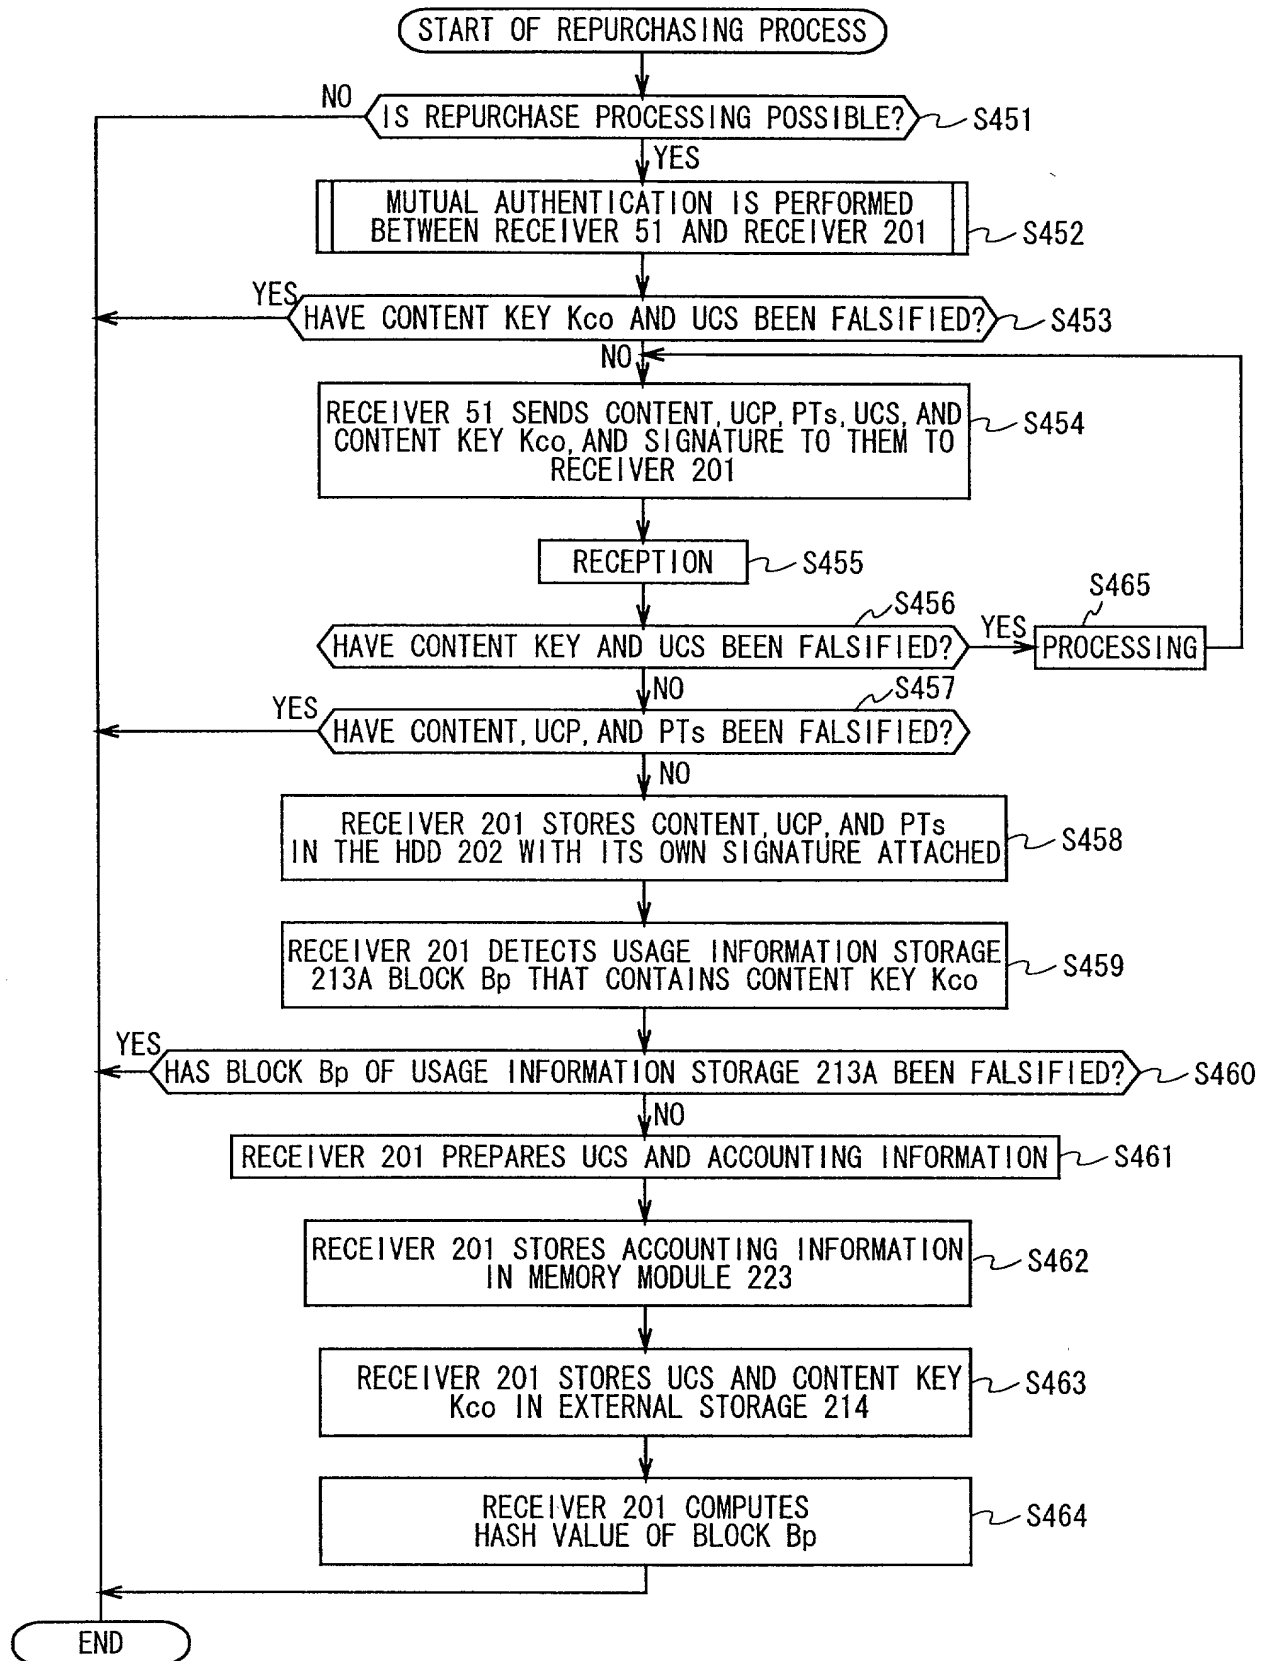 START OF REPURCHASING PROCESS
NO
IS REPURCHASE PROCESSING POSSIBLE?
S451
YES
MUTUAL AUTHENTICATION IS PERFORMED
BETWEEN RECEIVER 51 AND RECEIVER 201
S452
YES
HAVE CONTENT KEY Kco AND UCS BEEN FALSIFIED?
S453
NO
RECEIVER 51 SENDS CONTENT, UCP, PTs, UCS, AND
CONTENT KEY Kco, AND SIGNATURE TO THEM TO
RECEIVER 201
S454
RECEPTION
S455
S465
S456
HAVE CONTENT KEY AND UCS BEEN FALSIFIED?
YES
PROCESSING
NO
S457
YES
HAVE CONTENT, UCP, AND PTs BEEN FALSIFIED?
NO
RECEIVER 201 STORES CONTENT, UCP, AND PTs
IN THE HDD 202 WITH ITS OWN SIGNATURE ATTACHED
S458
RECEIVER 201 DETECTS USAGE INFORMATION STORAGE
213A BLOCK Bp THAT CONTAINS CONTENT KEY Kco
S459
YES
HAS BLOCK Bp OF USAGE INFORMATION STORAGE 213A BEEN FALSIFIED?
S460
NO
RECEIVER 201 PREPARES UCS AND ACCOUNTING INFORMATION
S461
RECEIVER 201 STORES ACCOUNTING INFORMATION
IN MEMORY MODULE 223
S462
RECEIVER 201 STORES UCS AND CONTENT KEY
Kco IN EXTERNAL STORAGE 214
S463
RECEIVER 201 COMPUTES
HASH VALUE OF BLOCK Bp
S464
END